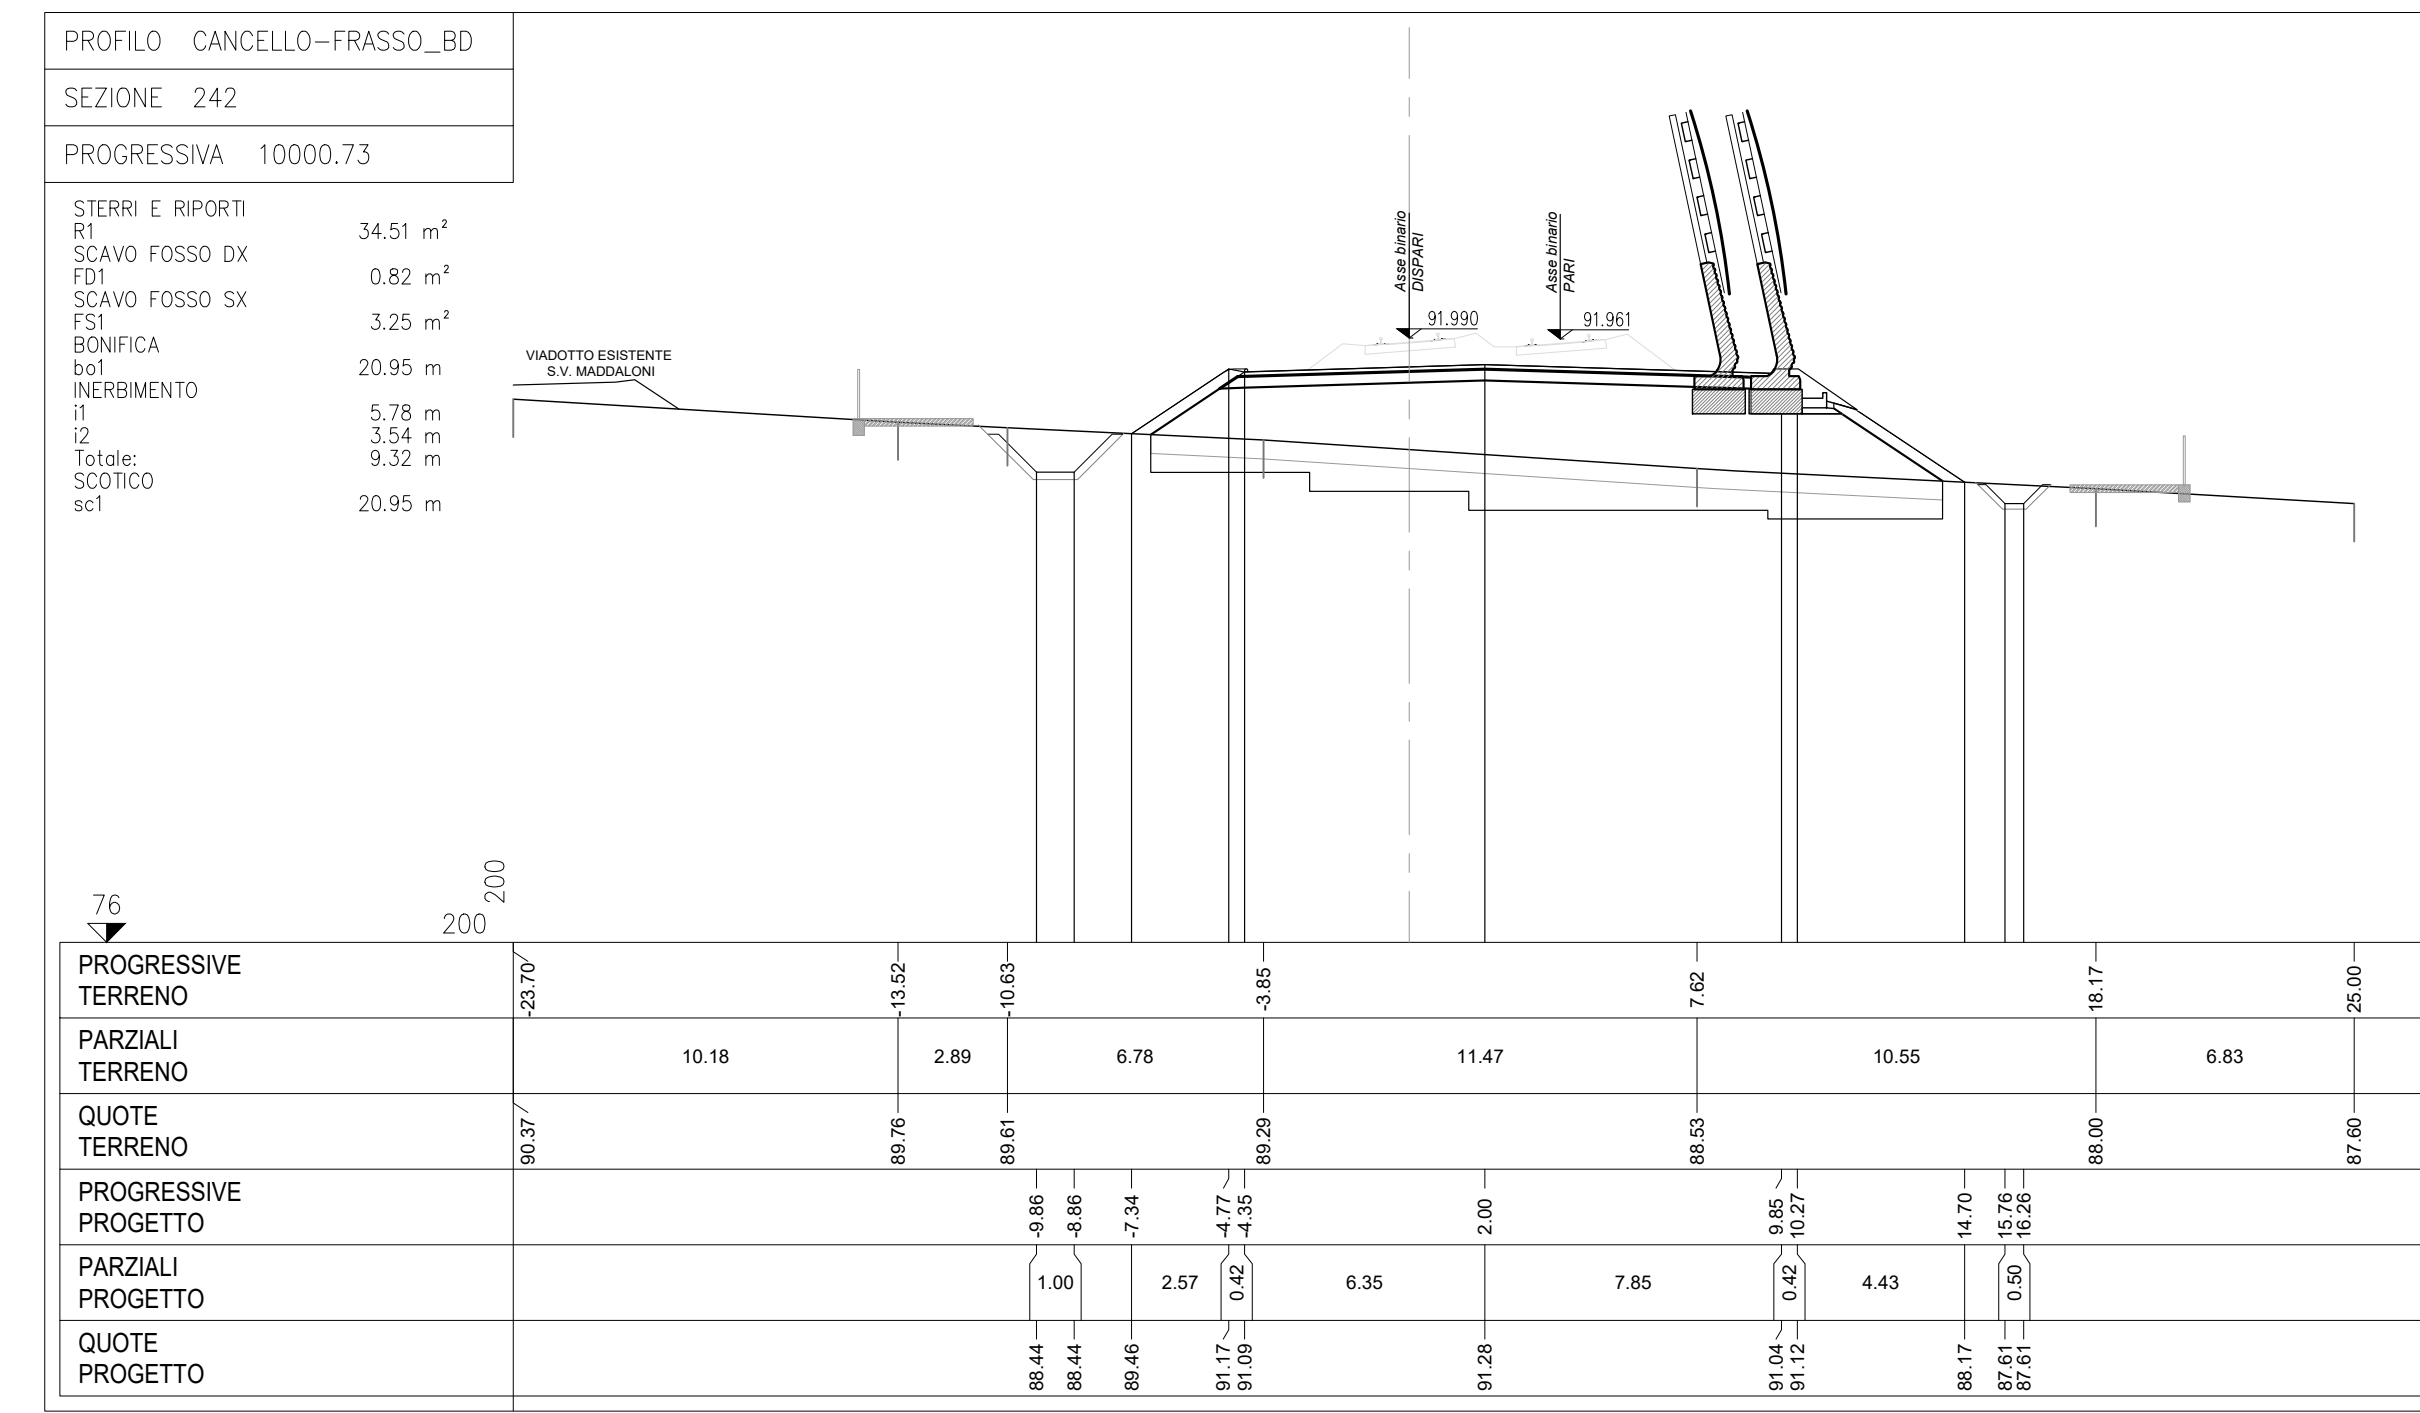 PROFILO CANCELLO-FRASSO_BD
SEZIONE 242
PROGRESSIVA 10000.73
STERRI E RIPORTI
R1 34.51 m²
SCAVO FOSSO DX
FD1 0.82 m²
SCAVO FOSSO SX
FS1 3.25 m²
BONIFICA
bo1 20.95 m
INERBIMENTO
i1 5.78 m
i2 3.54 m
Totale: 9.32 m
SCOTICO
sc1 20.95 m
VIADOTTO ESISTENTE
S.V. MADDALONI
Asse binario
DISPARI
91.990
Asse binario
PARI
91.961
76
200
200
PROGRESSIVE
TERRENO
-23.70 -13.52 -10.63 -3.85 7.62 18.17 25.00
PARZIALI
TERRENO
10.18 2.89 6.78 11.47 10.55 6.83
QUOTE
TERRENO
90.37 89.76 89.61 89.29 88.53 88.00 87.60
PROGRESSIVE
PROGETTO
-9.86 -8.86 -7.34 -4.77 -4.35 2.00 9.85 10.27 14.70 15.76 16.26
PARZIALI
PROGETTO
1.00 2.57 0.42 6.35 7.85 0.42 4.43 0.50
QUOTE
PROGETTO
88.44 88.44 89.46 91.17 91.09 91.28 91.04 91.12 88.17 87.61 87.61